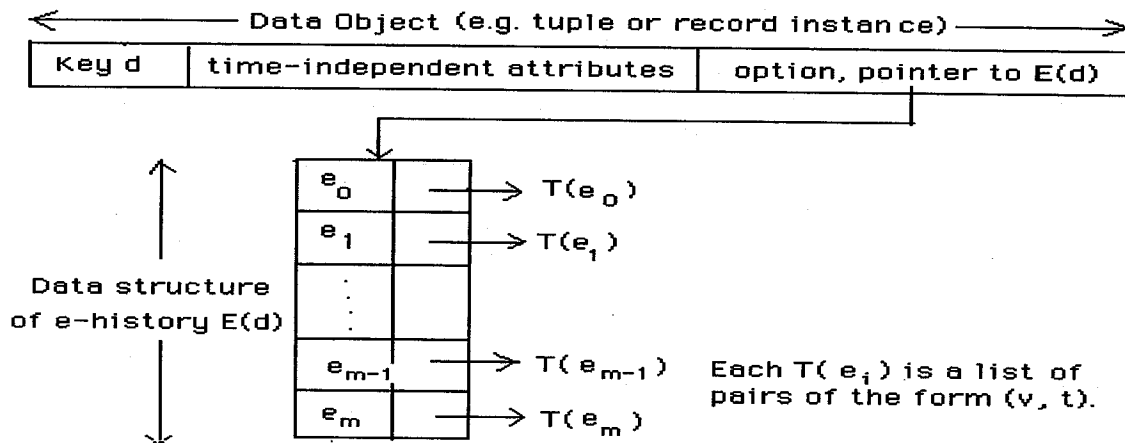 Data Object (e.g. tuple or record instance)
Key d time-independent attributes option, pointer to E(d)
e₀ T(e₀)
e₁ T(e₁)
Data structure
of e-history E(d)
eₘ₋₁ T(eₘ₋₁)
eₘ T(eₘ)
Each T(eᵢ) is a list of
pairs of the form (v, t).